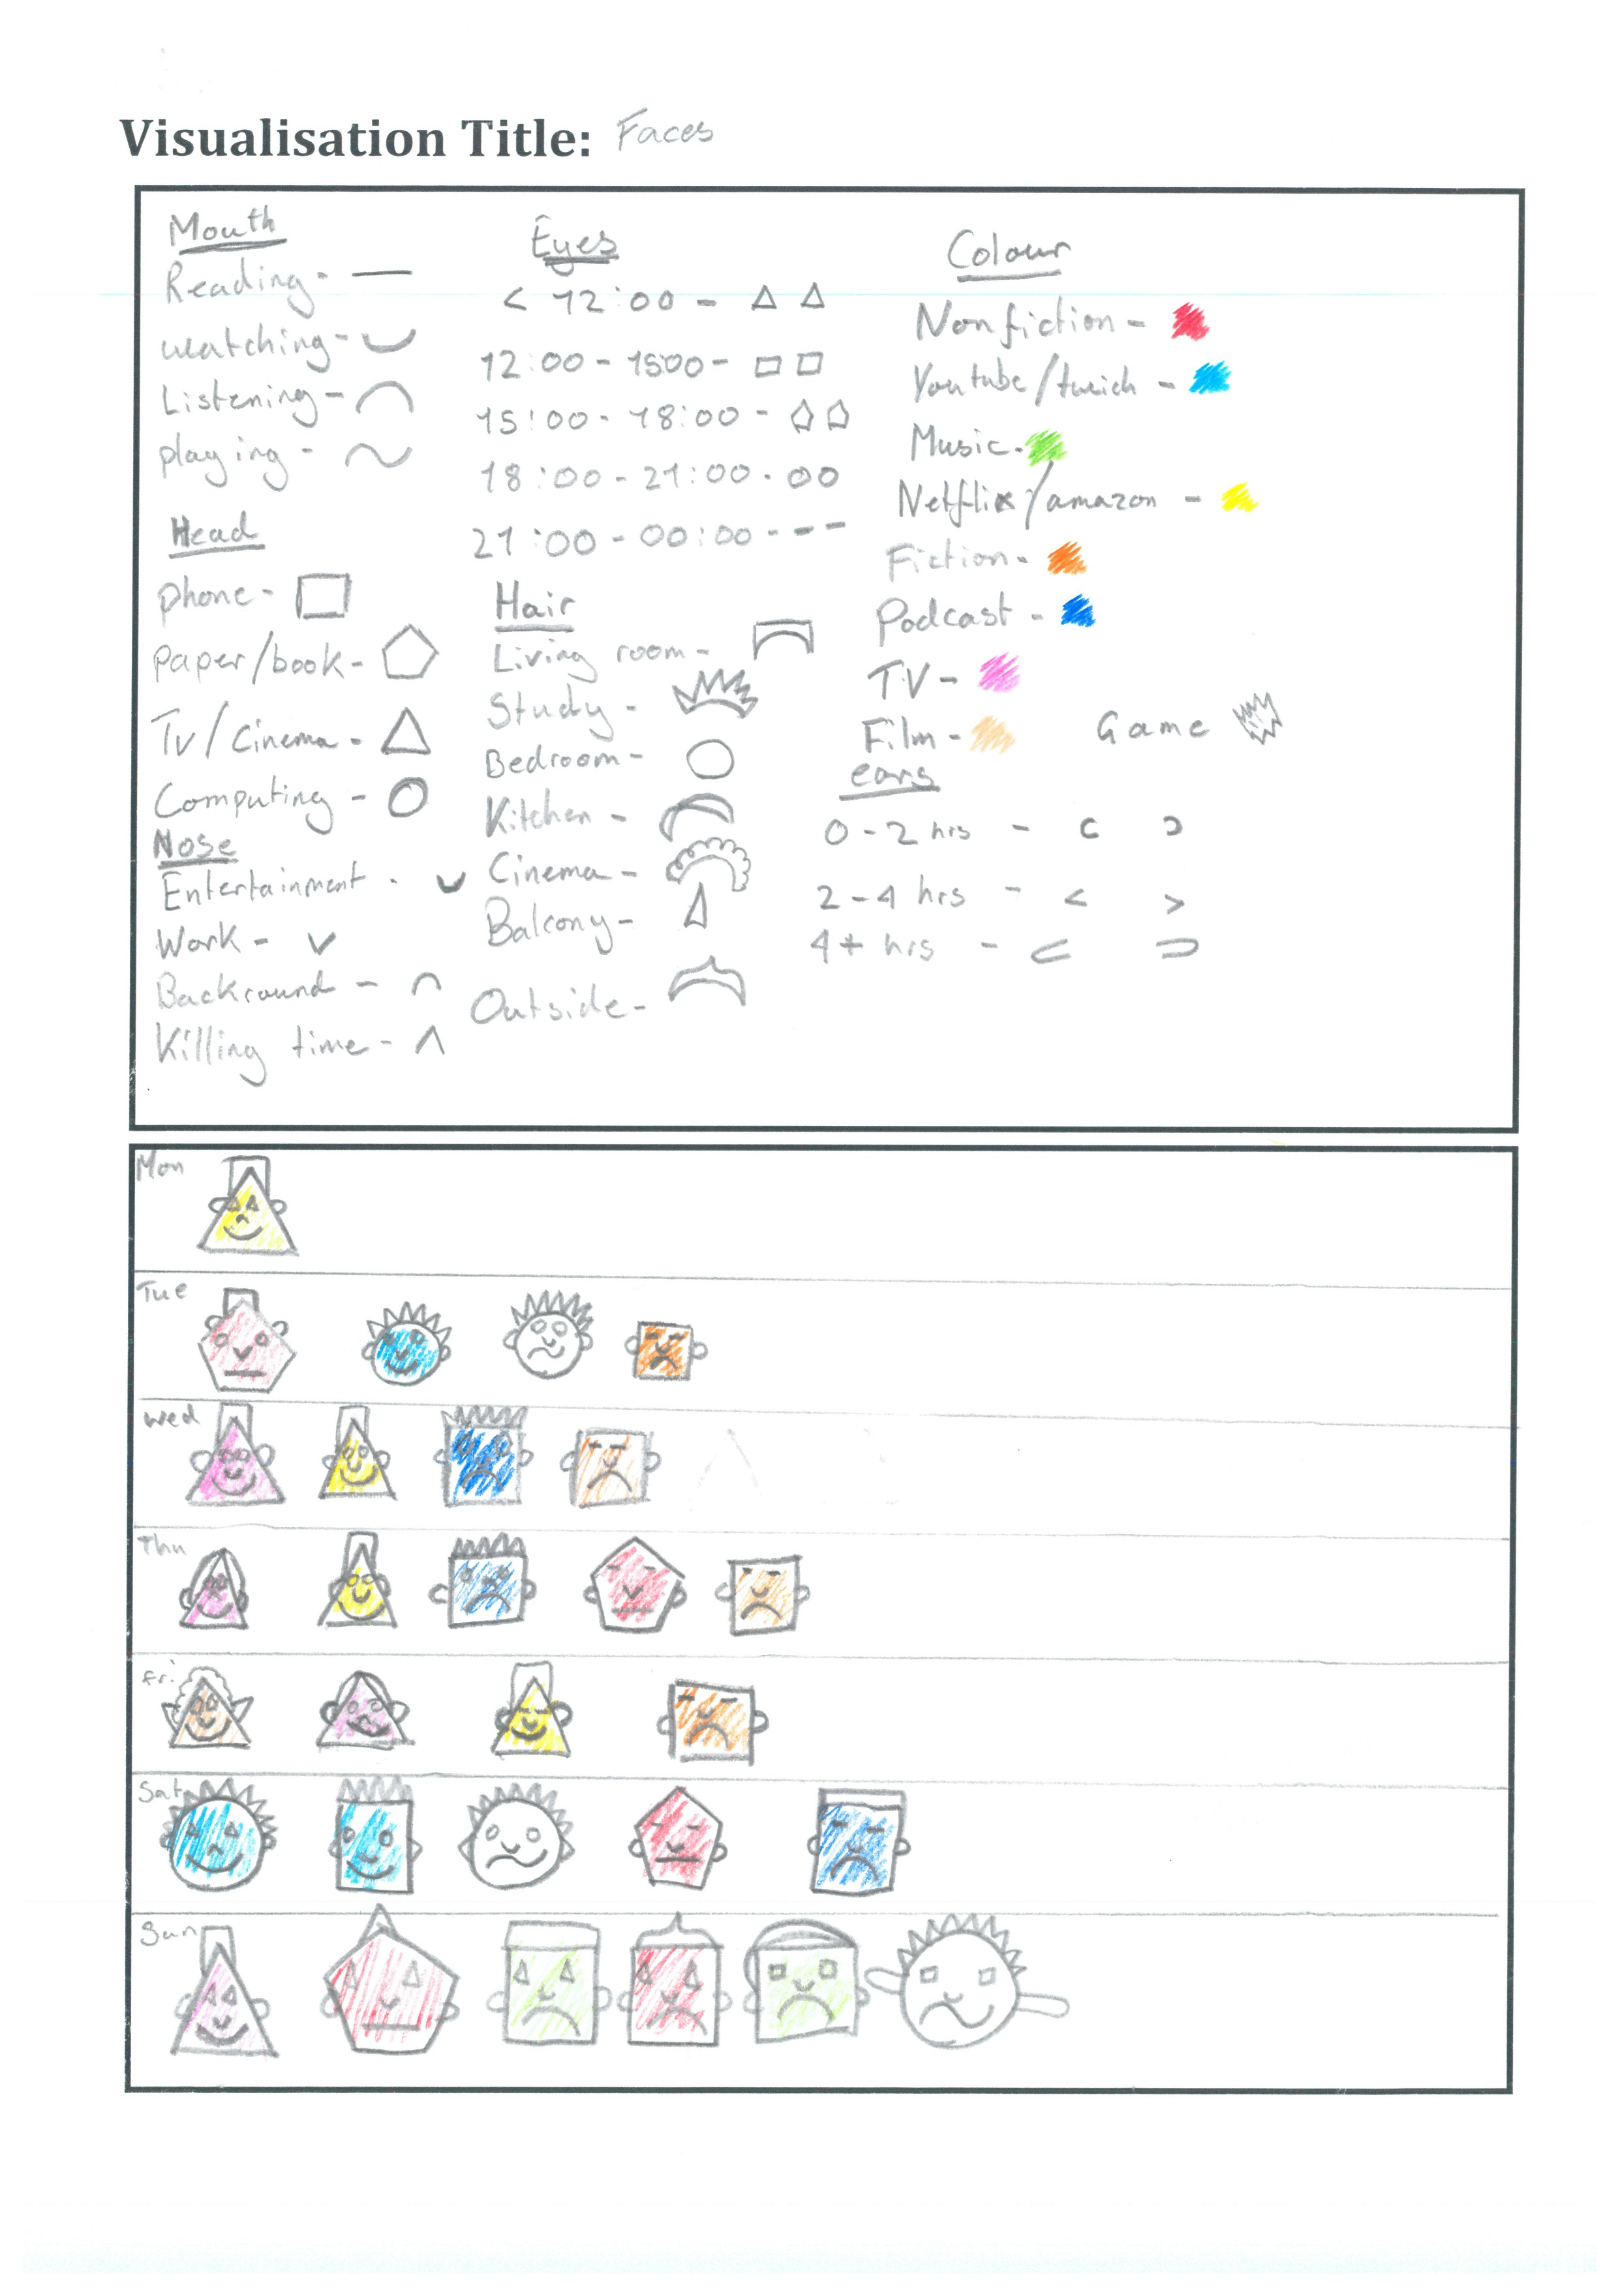 Visualisation Title: Faces
Mouth
Reading -
watching -
Listening -
playing -
Head
phone -
paper/book -
Tv/Cinema -
Computing -
Nose
Entertainment -
Work -
Backround -
Killing time -
Eyes
< 12:00 -
12:00 - 1500 -
15:00 - 18:00 -
18:00 - 21:00 -
21:00 - 00:00 -
Hair
Living room -
Study -
Bedroom -
Kitchen -
Cinema -
Balcony -
Outside -
Colour
Nonfiction -
Youtube/twich -
Music -
Netflix/amazon -
Fiction -
Podcast -
TV -
Film -
Game
ears
0 - 2 hrs -
2 - 4 hrs -
4 + hrs -
Mon
Tue
Wed
Thu
Fri
Sat
Sun